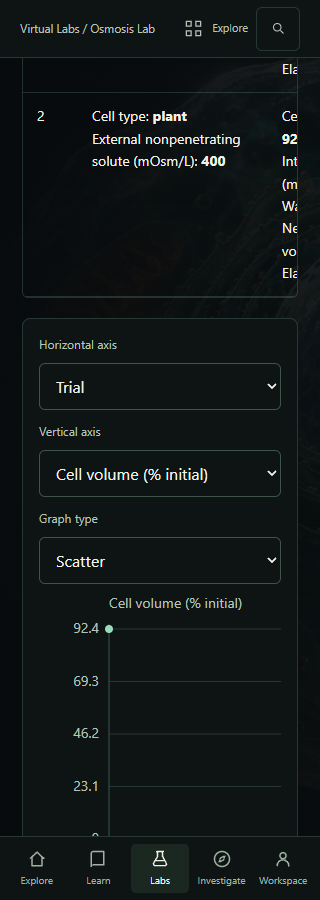 Virtual Labs / Osmosis Lab
Explore
Ela
2
Cell type: plant
External nonpenetrating
solute (mOsm/L): 400
Ce
92
Int
(m
Wa
Ne
vo
Ela
Horizontal axis
Trial
Vertical axis
Cell volume (% initial)
Graph type
Scatter
Cell volume (% initial)
92.4
69.3
46.2
23.1
Explore
Learn
Labs
Investigate
Workspace